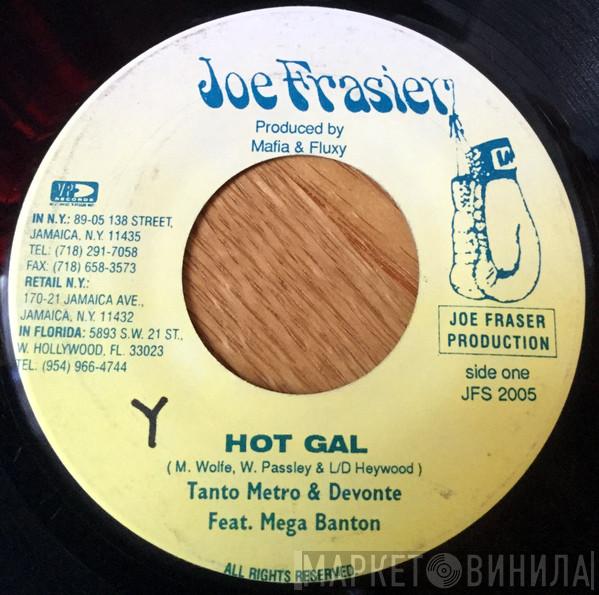 Joe Frasier
Produced by
Mafia & Fluxy
VP
RECORDS
IN N.Y.: 89-05 138 STREET,
JAMAICA, N.Y. 11435
TEL: (718) 291-7058
FAX: (718) 658-3573
RETAIL N.Y.:
170-21 JAMAICA AVE.,
JAMAICA, N.Y. 11432
IN FLORIDA: 5893 S.W. 21 ST.,
W. HOLLYWOOD, FL. 33023
TEL: (954) 966-4744
JOE FRASER
PRODUCTION
side one
JFS 2005
Y
HOT GAL
( M. Wolfe, W. Passley & L/D Heywood )
Tanto Metro & Devonte
Feat. Mega Banton
ALL RIGHTS RESERVED
МАРКЕТ ВИНИЛА